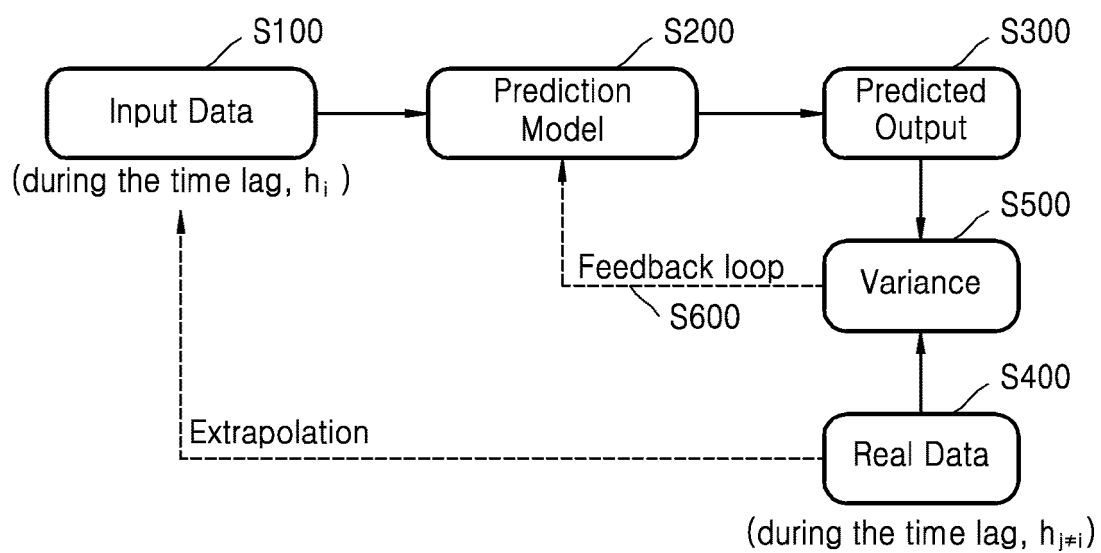 S100
S200
S300
Input Data
Prediction
Model
Predicted
Output
(during the time lag, hᵢ )
S500
Feedback loop
Variance
S600
S400
Extrapolation
Real Data
(during the time lag, hⱼ≠ᵢ)